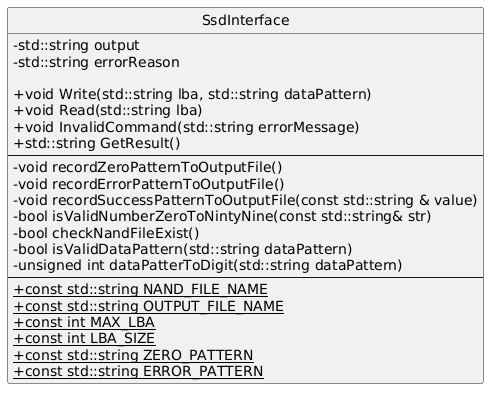 SsdInterface
-std::string output
-std::string errorReason
+void Write(std::string lba, std::string dataPattern)
+void Read(std::string lba)
+void InvalidCommand(std::string errorMessage)
+std::string GetResult()
-void recordZeroPatternToOutputFile()
-void recordErrorPatternToOutputFile()
-void recordSuccessPatternToOutputFile(const std::string & value)
-bool isValidNumberZeroToNintyNine(const std::string& str)
-bool checkNandFileExist()
-bool isValidDataPattern(std::string dataPattern)
-unsigned int dataPatterToDigit(std::string dataPattern)
+const std::string NAND_FILE_NAME
+const std::string OUTPUT_FILE_NAME
+const int MAX_LBA
+const int LBA_SIZE
+const std::string ZERO_PATTERN
+const std::string ERROR_PATTERN